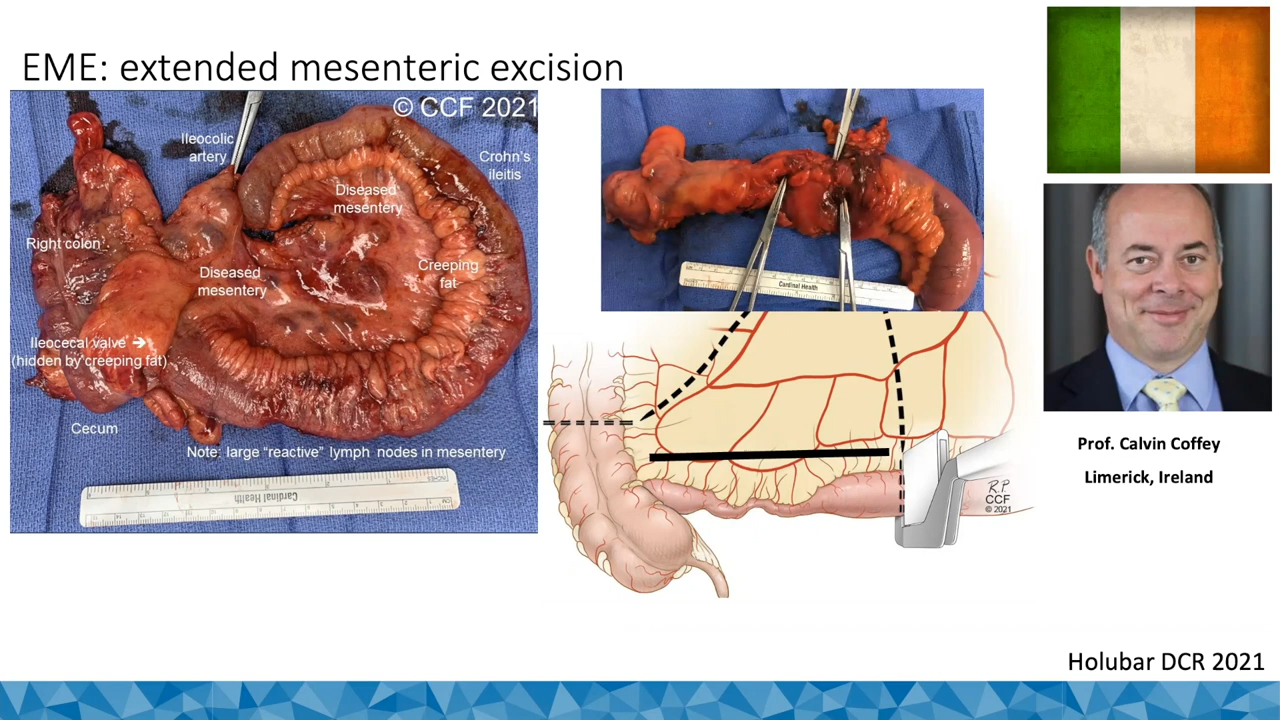 EME: extended mesenteric excision
© CCF 2021
Ileocolic
artery
Crohn's
ileitis
Diseased
mesentery
Right colon
Creeping
fat
Diseased
mesentery
Ileocecal valve ➔
(hidden by creeping fat)
Cecum
Note: large "reactive" lymph nodes in mesentery
Cardinal Health
Cardinal Health
R.P.
CCF
© 2021
Prof. Calvin Coffey
Limerick, Ireland
Holubar DCR 2021